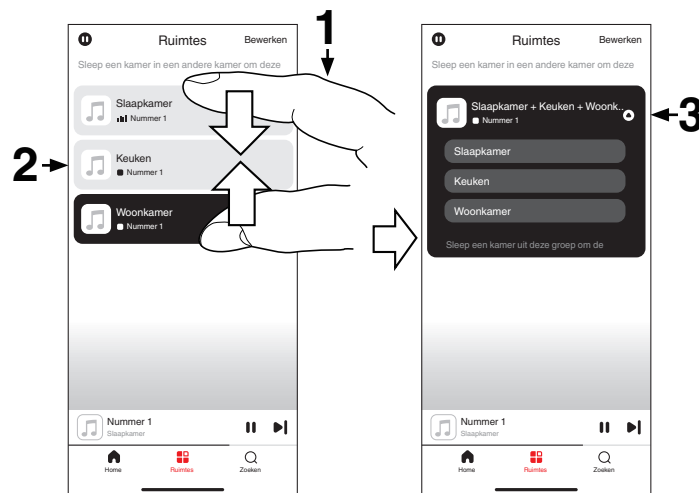 Ruimtes
Bewerken
1
Sleep een kamer in een andere kamer om deze
Slaapkamer
Nummer 1
2
Keuken
Nummer 1
Woonkamer
Nummer 1
Nummer 1
Slaapkamer
Home
Ruimtes
Zoeken
Ruimtes
Bewerken
Sleep een kamer in een andere kamer om deze
Slaapkamer + Keuken + Woonk..
Nummer 1
3
Slaapkamer
Keuken
Woonkamer
Sleep een kamer uit deze groep om de
Nummer 1
Slaapkamer
Home
Ruimtes
Zoeken